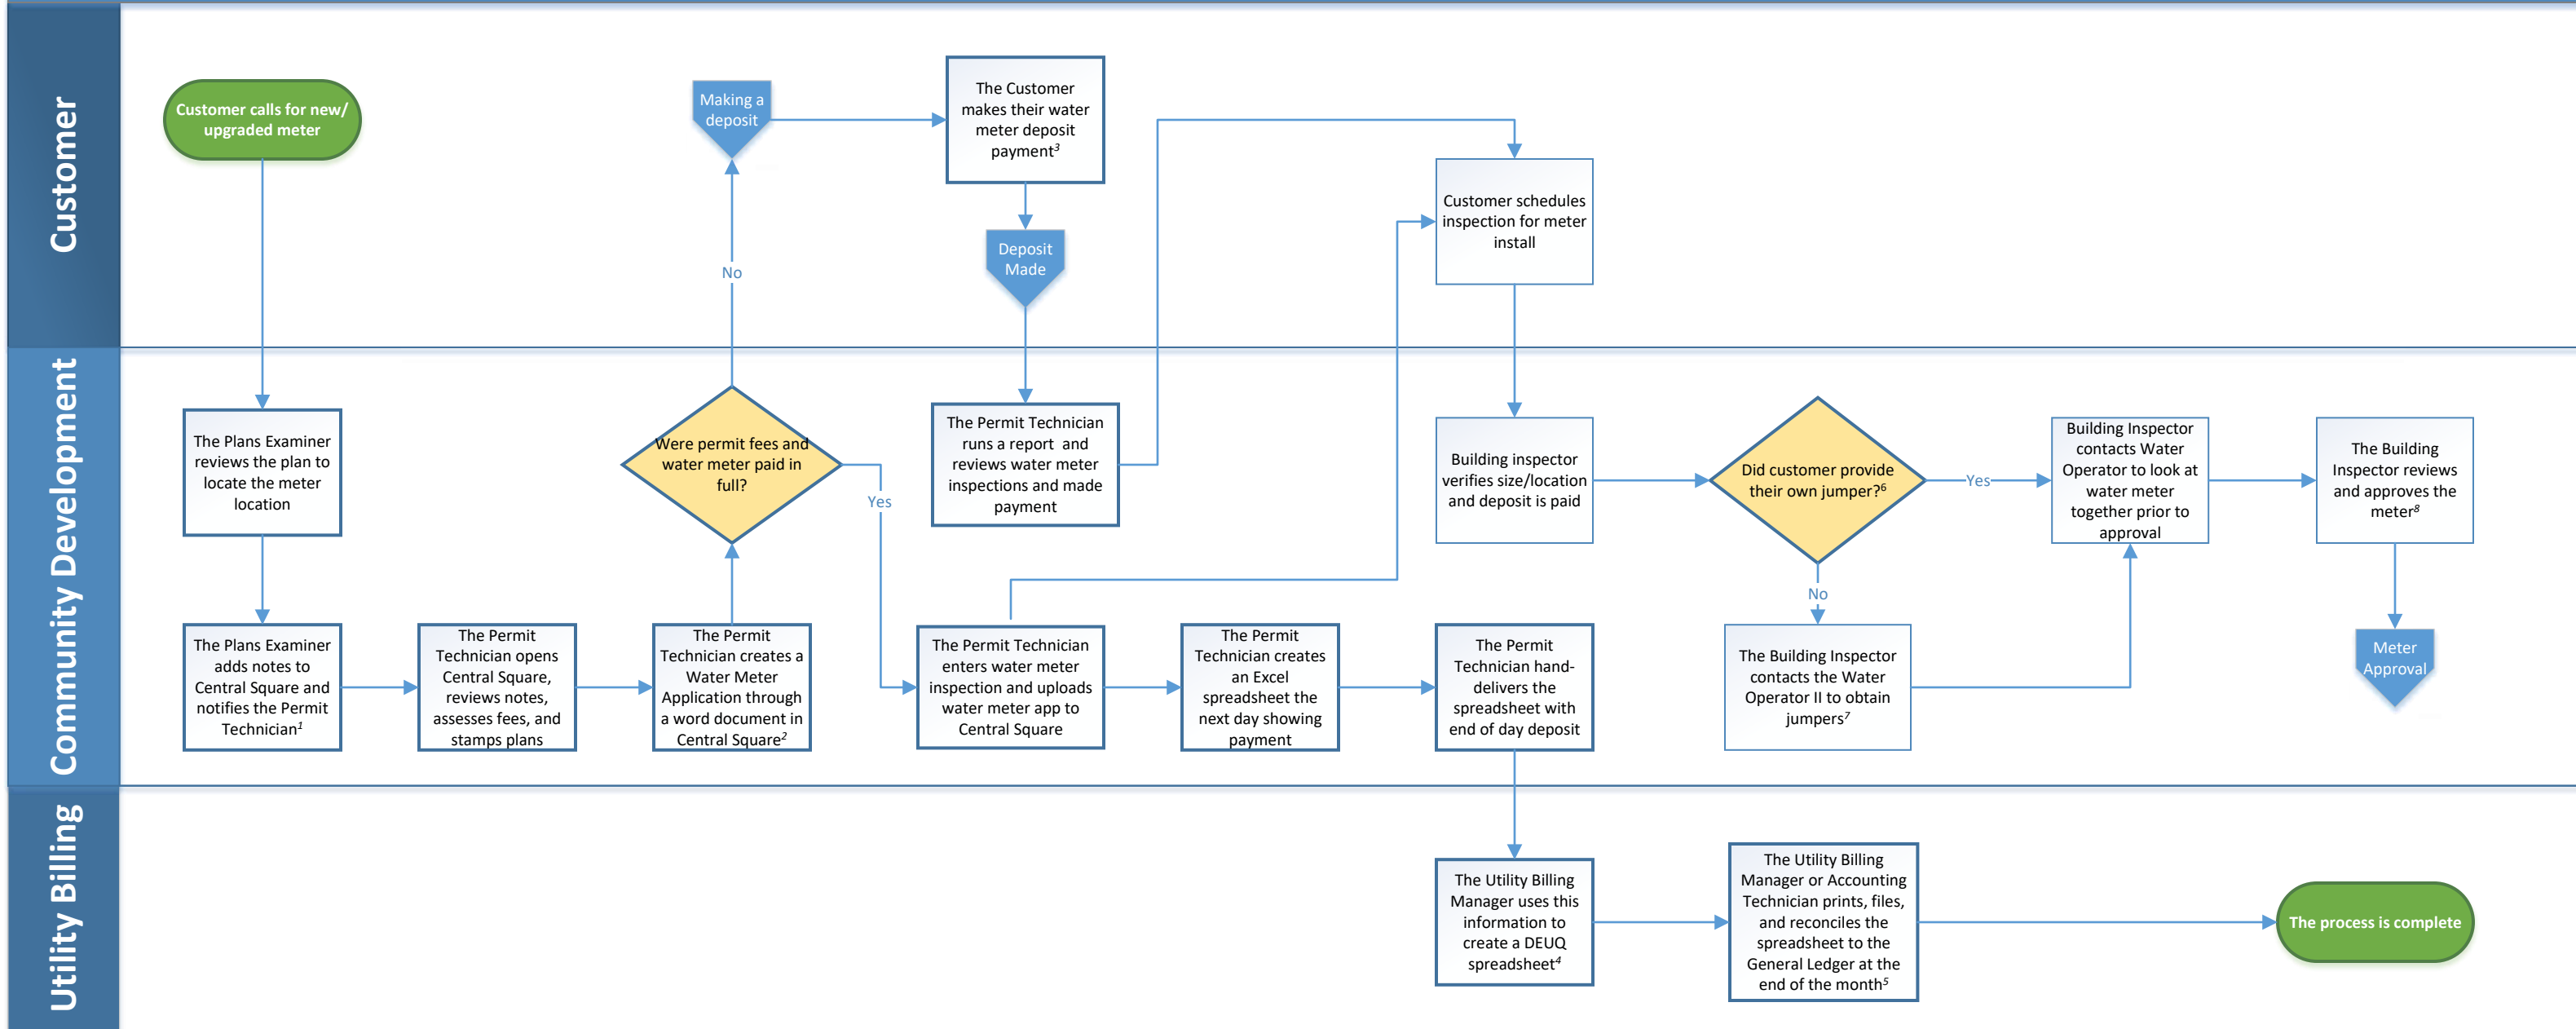 Customer
Customer calls for new/
upgraded meter
Making a
deposit
The Customer
makes their water
meter deposit
payment3
Deposit
Made
No
Customer schedules
inspection for meter
install
Community Development
The Plans Examiner
reviews the plan to
locate the meter
location
Were permit fees and
water meter paid in
full?
Yes
The Permit Technician
runs a report  and
reviews water meter
inspections and made
payment
Building inspector
verifies size/location
and deposit is paid
Did customer provide
their own jumper?6
Yes
Building Inspector
contacts Water
Operator to look at
water meter
together prior to
approval
The Building
Inspector reviews
and approves the
meter8
No
The Plans Examiner
adds notes to
Central Square and
notifies the Permit
Technician1
The Permit
Technician opens
Central Square,
reviews notes,
assesses fees, and
stamps plans
The Permit
Technician creates a
Water Meter
Application through
a word document in
Central Square2
The Permit Technician
enters water meter
inspection and uploads
water meter app to
Central Square
The Permit
Technician creates
an Excel
spreadsheet the
next day showing
payment
The Permit
Technician hand-
delivers the
spreadsheet with
end of day deposit
The Building Inspector
contacts the Water
Operator II to obtain
jumpers7
Meter
Approval
Utility Billing
The Utility Billing
Manager uses this
information to
create a DEUQ
spreadsheet4
The Utility Billing
Manager or Accounting
Technician prints, files,
and reconciles the
spreadsheet to the
General Ledger at the
end of the month5
The process is complete